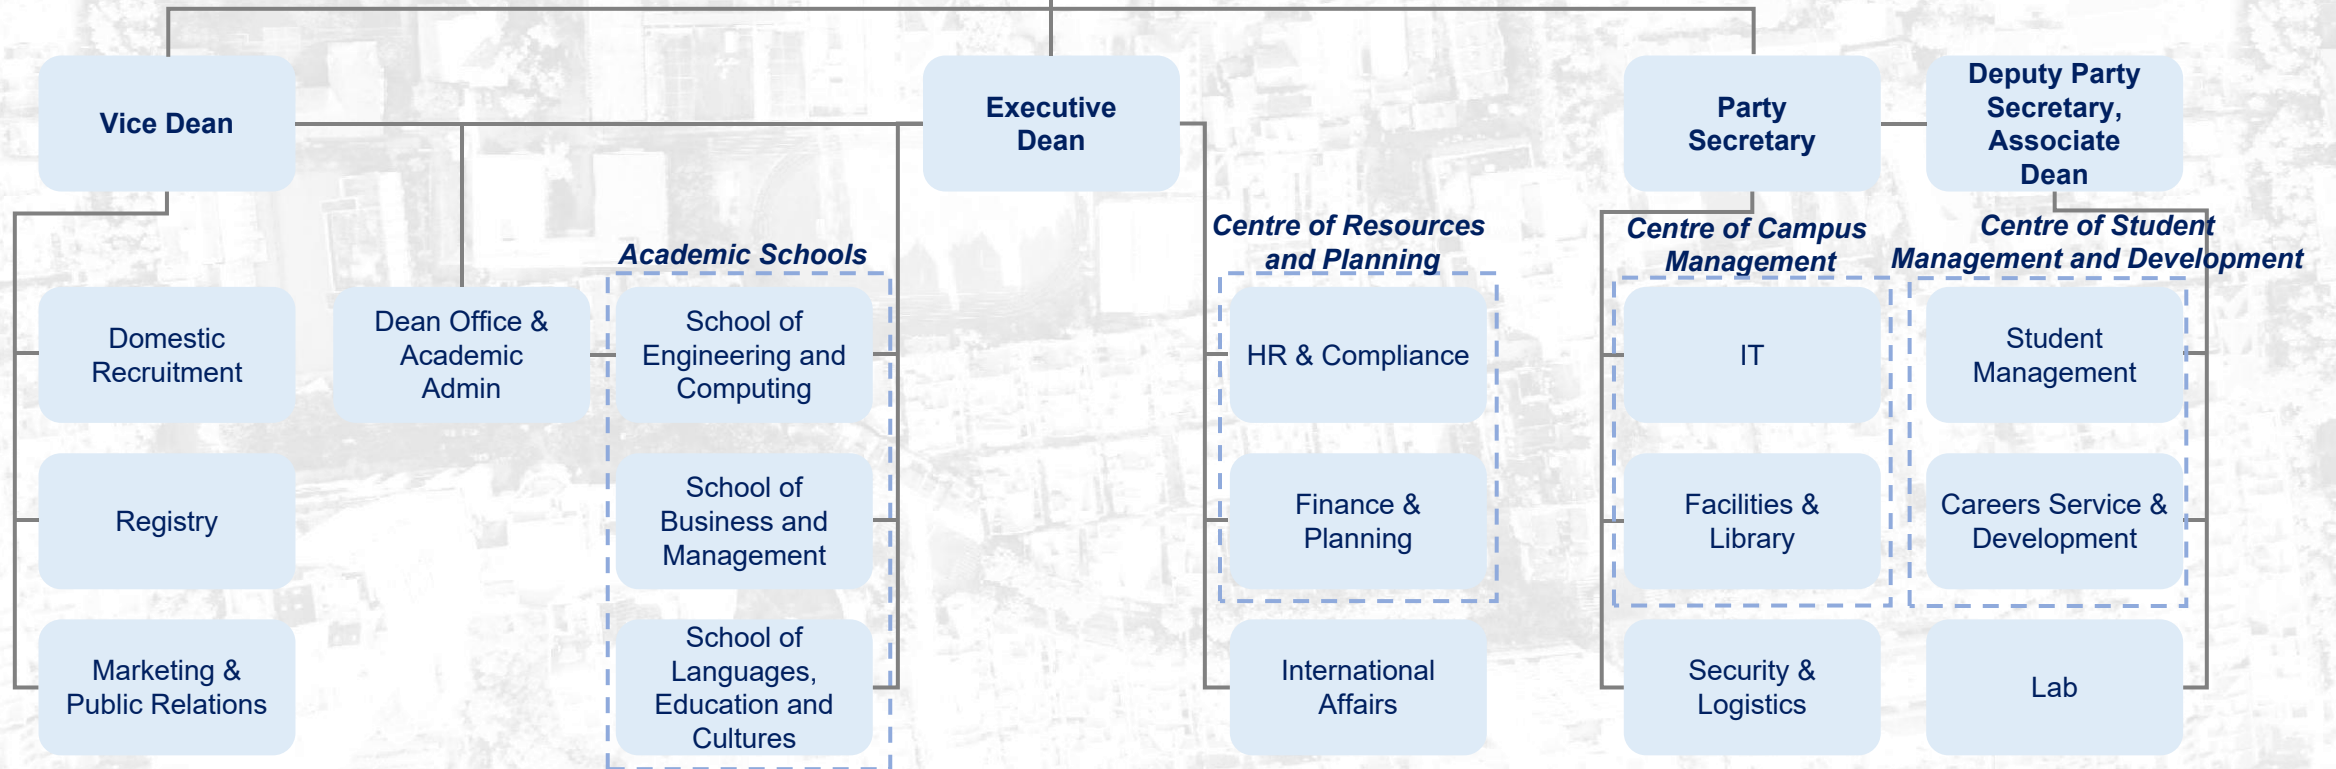 Vice Dean
Executive
Dean
Party
Secretary
Deputy Party
Secretary,
Associate
Dean
Academic Schools
Centre of Resources
and Planning
Centre of Campus
Management
Centre of Student
Management and Development
Domestic
Recruitment
Dean Office &
Academic
Admin
School of
Engineering and
Computing
HR & Compliance
IT
Student
Management
Registry
School of
Business and
Management
Finance &
Planning
Facilities &
Library
Careers Service &
Development
Marketing &
Public Relations
School of
Languages,
Education and
Cultures
International
Affairs
Security &
Logistics
Lab